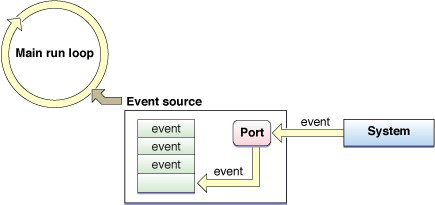 Main run loop
Event source
event
event
event
Port
event
event
System